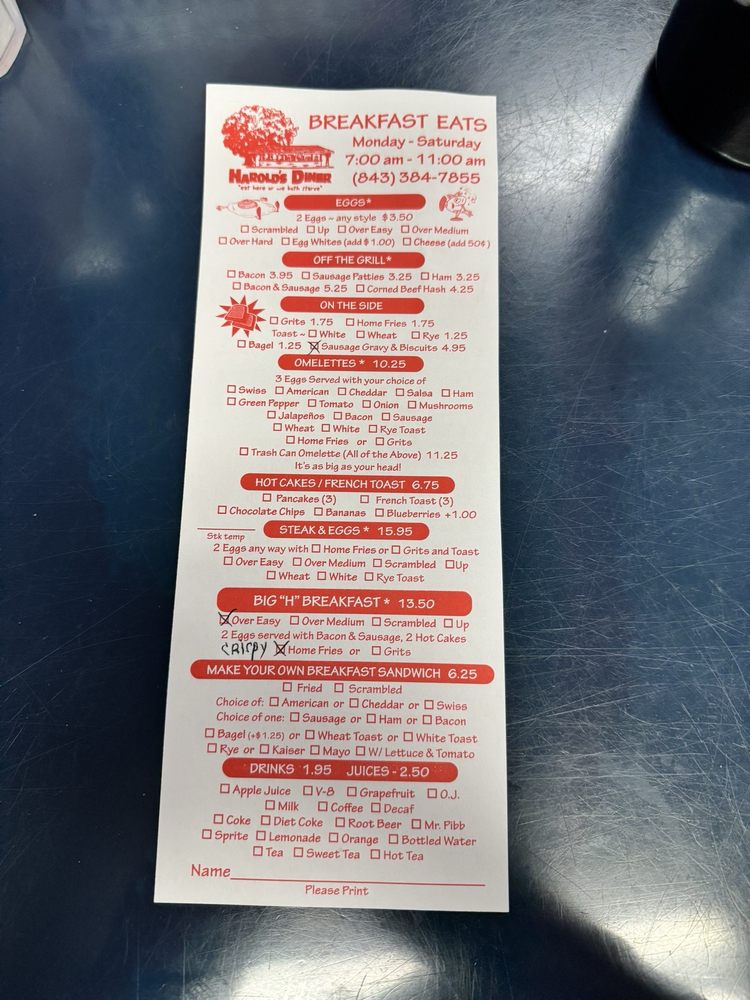 BREAKFAST EATS
Monday - Saturday
7:00 am - 11:00 am
(843) 384-7855
HAROLD'S DINER
"eat here or we both starve"
EGGS*
2 Eggs ~ any style $3.50
☐ Scrambled ☐ Up ☐ Over Easy ☐ Over Medium
☐ Over Hard ☐ Egg Whites (add $1.00) ☐ Cheese (add 50¢)
OFF THE GRILL*
☐ Bacon 3.95 ☐ Sausage Patties 3.25 ☐ Ham 3.25
☐ Bacon & Sausage 5.25 ☐ Corned Beef Hash 4.25
ON THE SIDE
☐ Grits 1.75 ☐ Home Fries 1.75
Toast ~ ☐ White ☐ Wheat ☐ Rye 1.25
☐ Bagel 1.25 ☒ Sausage Gravy & Biscuits 4.95
OMELETTES * 10.25
3 Eggs Served with your choice of
☐ Swiss ☐ American ☐ Cheddar ☐ Salsa ☐ Ham
☐ Green Pepper ☐ Tomato ☐ Onion ☐ Mushrooms
☐ Jalapeños ☐ Bacon ☐ Sausage
☐ Wheat ☐ White ☐ Rye Toast
☐ Home Fries or ☐ Grits
☐ Trash Can Omelette (All of the Above) 11.25
It's as big as your head!
HOT CAKES / FRENCH TOAST 6.75
☐ Pancakes (3) ☐ French Toast (3)
☐ Chocolate Chips ☐ Bananas ☐ Blueberries +1.00
STEAK & EGGS * 15.95
Stk temp
2 Eggs any way with ☐ Home Fries or ☐ Grits and Toast
☐ Over Easy ☐ Over Medium ☐ Scrambled ☐ Up
☐ Wheat ☐ White ☐ Rye Toast
BIG "H" BREAKFAST * 13.50
☒ Over Easy ☐ Over Medium ☐ Scrambled ☐ Up
2 Eggs served with Bacon & Sausage, 2 Hot Cakes
CRISPY ☒ Home Fries or ☐ Grits
MAKE YOUR OWN BREAKFAST SANDWICH 6.25
☐ Fried ☐ Scrambled
Choice of: ☐ American or ☐ Cheddar or ☐ Swiss
Choice of one: ☐ Sausage or ☐ Ham or ☐ Bacon
☐ Bagel (+$1.25) or ☐ Wheat Toast or ☐ White Toast
☐ Rye or ☐ Kaiser ☐ Mayo ☐ W/ Lettuce & Tomato
DRINKS 1.95 JUICES - 2.50
☐ Apple Juice ☐ V-8 ☐ Grapefruit ☐ O.J.
☐ Milk ☐ Coffee ☐ Decaf
☐ Coke ☐ Diet Coke ☐ Root Beer ☐ Mr. Pibb
☐ Sprite ☐ Lemonade ☐ Orange ☐ Bottled Water
☐ Tea ☐ Sweet Tea ☐ Hot Tea
Name
Please Print